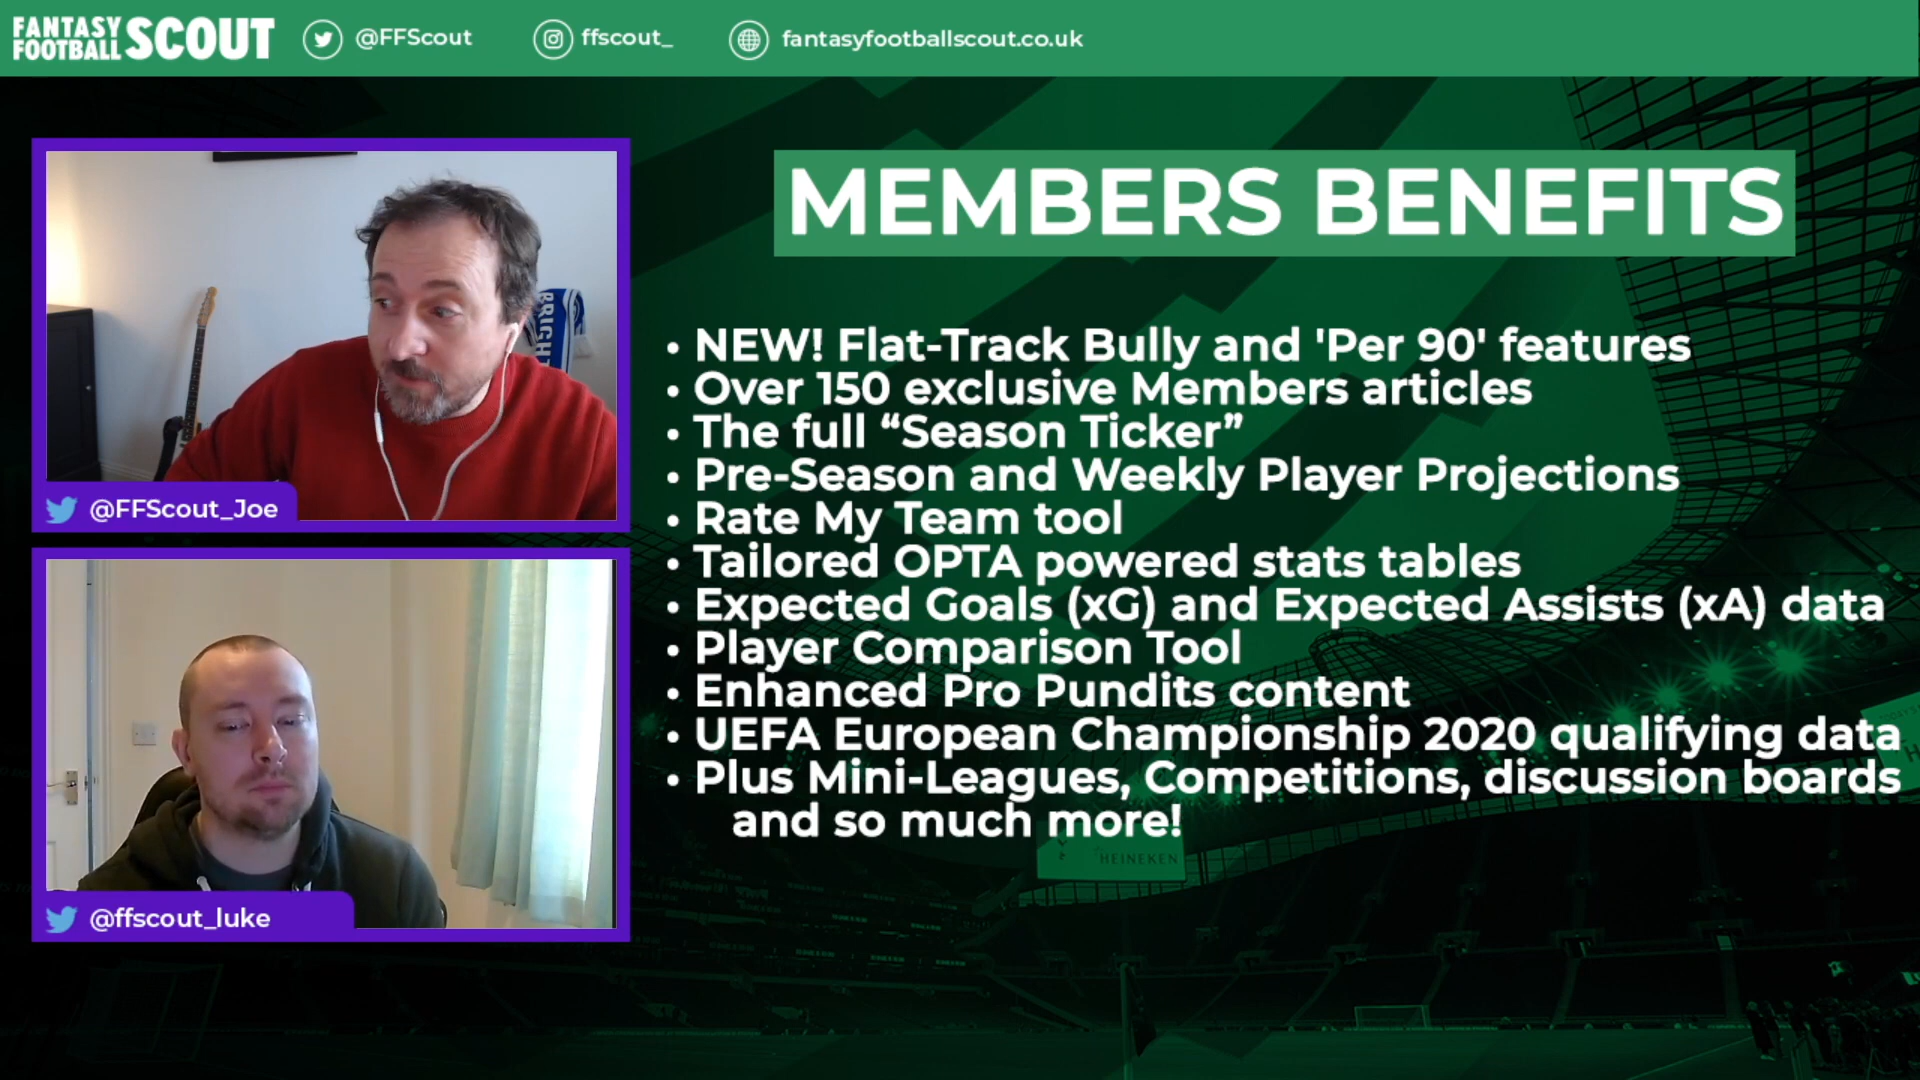 FANTASY
FOOTBALL
SCOUT
@FFScout
ffscout_
fantasyfootballscout.co.uk
MEMBERS BENEFITS
BRIGHT
@FFScout_Joe
@ffscout_luke
• NEW! Flat-Track Bully and 'Per 90' features
• Over 150 exclusive Members articles
• The full “Season Ticker”
• Pre-Season and Weekly Player Projections
• Rate My Team tool
• Tailored OPTA powered stats tables
• Expected Goals (xG) and Expected Assists (xA) data
• Player Comparison Tool
• Enhanced Pro Pundits content
• UEFA European Championship 2020 qualifying data
• Plus Mini-Leagues, Competitions, discussion boards
and so much more!
HEINEKEN